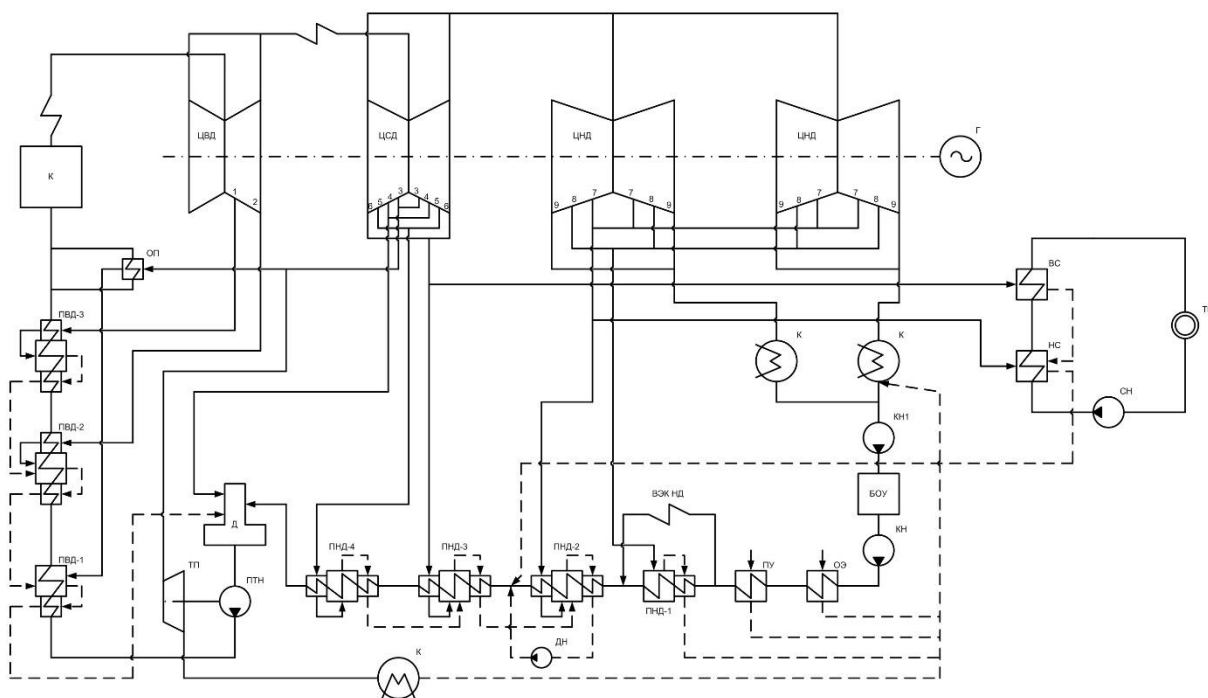 ЦВД
ЦСД
ЦНД
ЦНД
Г
К
1
2
6
5
4
3
3
4
5
6
9
8
7
7
8
9
9
8
7
7
8
9
ОП
ВС
ПВД-3
К
К
НС
СН
КН1
ПВД-2
БОУ
ВЭК НД
Д
КН
ПНД-4
ПНД-3
ПНД-2
ПУ
ОЭ
ПВД-1
ТП
ПТН
ПНД-1
ДН
К